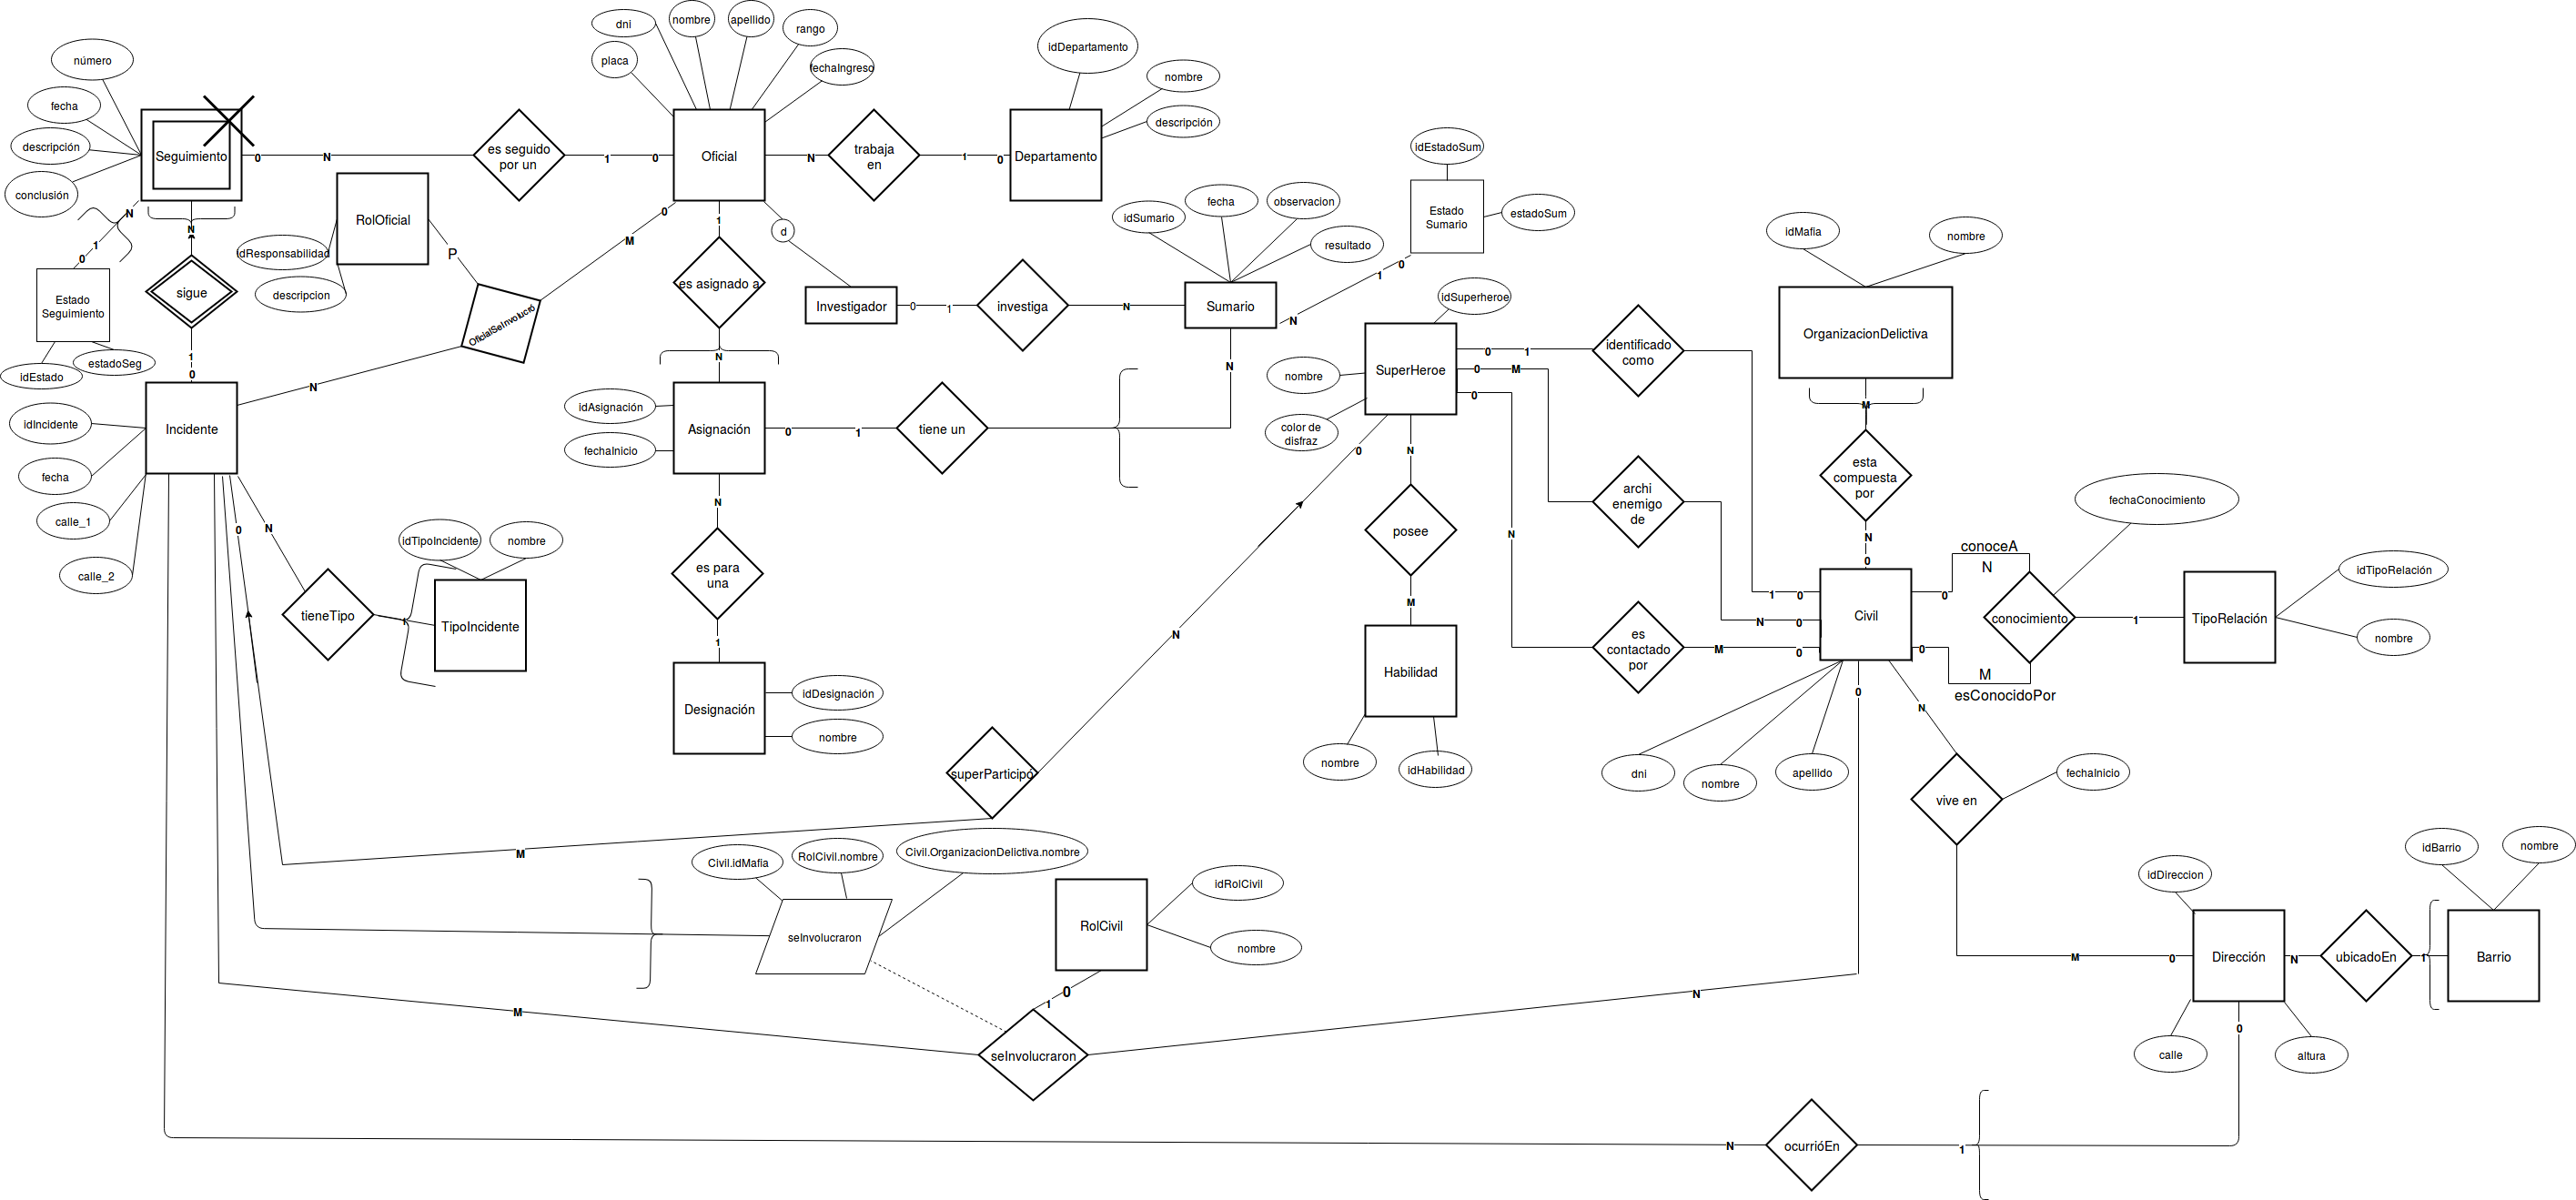 dni
nombre
apellido
rango
placa
fechaIngreso
idDepartamento
nombre
descripción
número
fecha
descripción
conclusión
Seguimiento
0
N
es seguido
por un
1
0
Oficial
N
trabaja
en
1
0
Departamento
idEstadoSum
Estado
Sumario
estadoSum
idSumario
fecha
observacion
resultado
1
0
N
idMafia
nombre
OrganizacionDelictiva
RolOficial
idResponsabilidad
descripcion
P
OficialSeInvolucró
M
0
N
N
1
0
Estado
Seguimiento
idEstado
estadoSeg
N
sigue
1
0
1
es asignado a
N
d
Investigador
0
1
investiga
N
Sumario
N
Incidente
idIncidente
fecha
calle_1
calle_2
idAsignación
fechaInicio
Asignación
0
1
tiene un
N
es para
una
1
Designación
idDesignación
nombre
idSuperheroe
SuperHeroe
nombre
color de
disfraz
0
1
identificado
como
0
M
archi
enemigo
de
0
N
es
contactado
por
0
N
posee
M
Habilidad
nombre
idHabilidad
M
esta
compuesta
por
N
0
1
0
N
0
M
0
Civil
dni
nombre
apellido
conoceA
N
0
0
M
esConocidoPor
conocimiento
fechaConocimiento
1
TipoRelación
idTipoRelación
nombre
0
N
tieneTipo
1
TipoIncidente
idTipoIncidente
nombre
N
superParticipó
M
0
N
vive en
fechaInicio
M
0
idDireccion
Dirección
calle
altura
N
ubicadoEn
1
Barrio
idBarrio
nombre
0
Civil.idMafia
RolCivil.nombre
Civil.OrganizacionDelictiva.nombre
seInvolucraron
RolCivil
idRolCivil
nombre
0
1
M
seInvolucraron
N
N
ocurrióEn
1